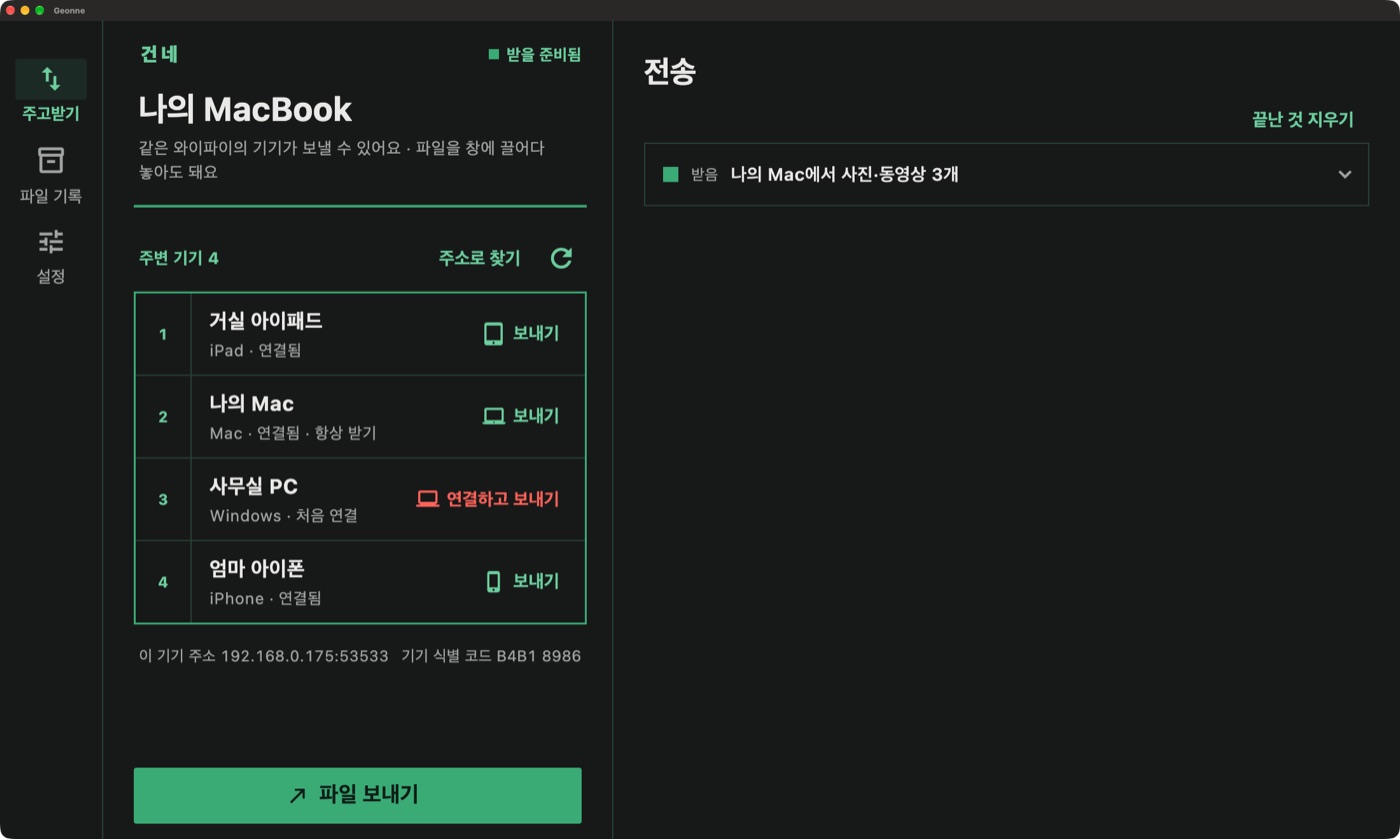 Geonne
주고받기
파일 기록
설정
건네
받을 준비됨
나의 MacBook
같은 와이파이의 기기가 보낼 수 있어요 · 파일을 창에 끌어다
놓아도 돼요
주변 기기 4
주소로 찾기
1
거실 아이패드
iPad · 연결됨
보내기
2
나의 Mac
Mac · 연결됨 · 항상 받기
보내기
3
사무실 PC
Windows · 처음 연결
연결하고 보내기
4
엄마 아이폰
iPhone · 연결됨
보내기
이 기기 주소 192.168.0.175:53533 기기 식별 코드 B4B1 8986
파일 보내기
전송
끝난 것 지우기
받음 나의 Mac에서 사진·동영상 3개